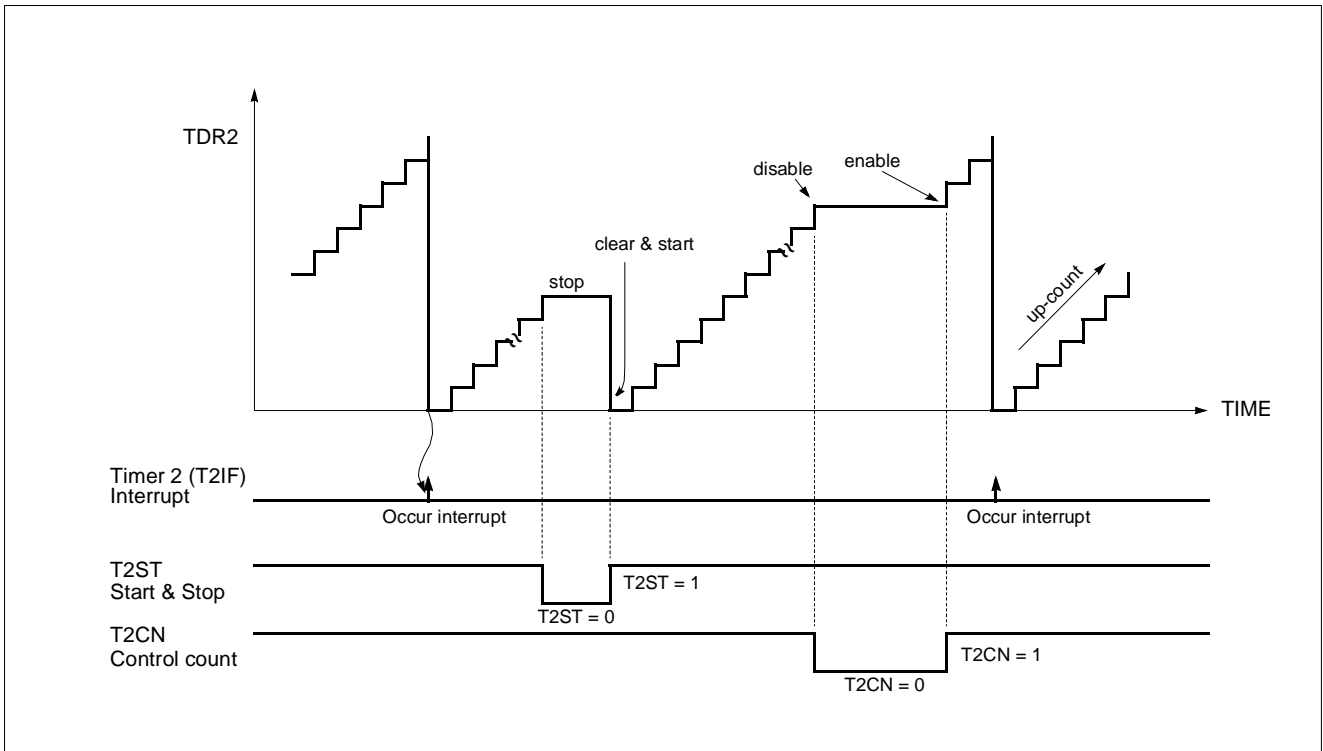 TDR2
disable
enable
clear & start
stop
up-count
TIME
Timer 2 (T2IF)
Interrupt
Occur interrupt
Occur interrupt
T2ST
Start & Stop
T2ST = 1
T2ST = 0
T2CN
Control count
T2CN = 1
T2CN = 0